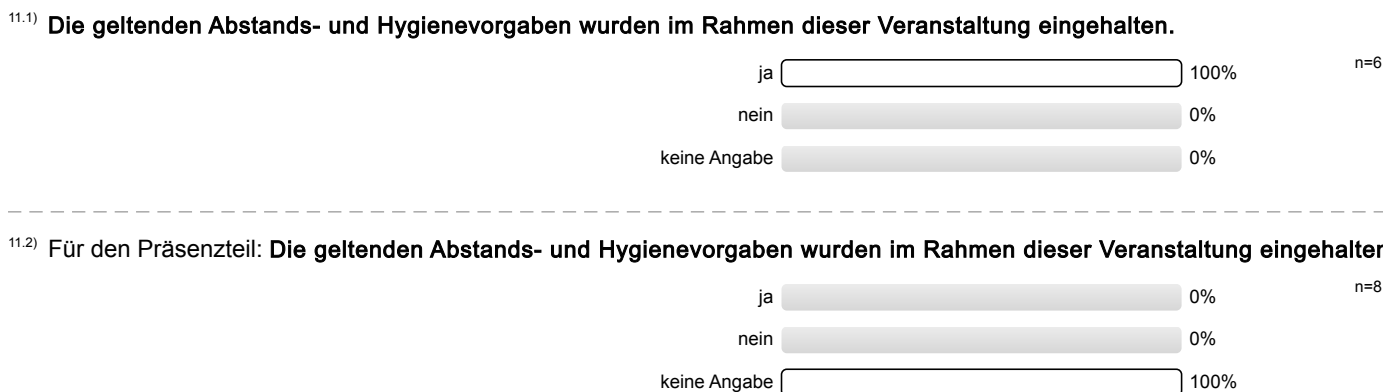 11.1) Die geltenden Abstands- und Hygienevorgaben wurden im Rahmen dieser Veranstaltung eingehalten.
ja 100% n=6
nein 0%
keine Angabe 0%
11.2) Für den Präsenzteil: Die geltenden Abstands- und Hygienevorgaben wurden im Rahmen dieser Veranstaltung
ja 0% n=8
nein 0%
keine Angabe 100%